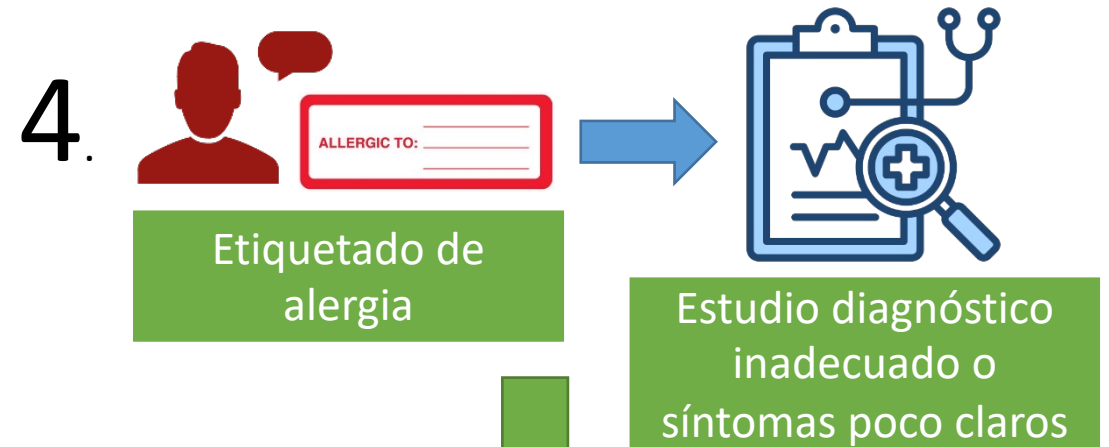 4.
ALLERGIC TO:
Etiquetado de
alergia
Estudio diagnóstico
inadecuado o
síntomas poco claros